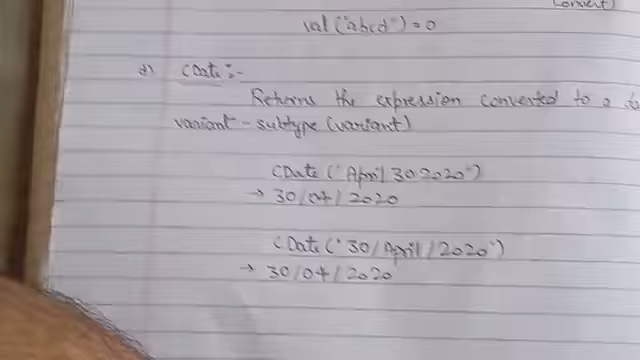 convert)
val("abcd") = 0
d) CDate :-
Returns the expression converted to a
variant - subtype (variant)
CDate ("April 30 2020")
→ 30/04/2020
CDate ("30/April/2020")
→ 30/04/2020